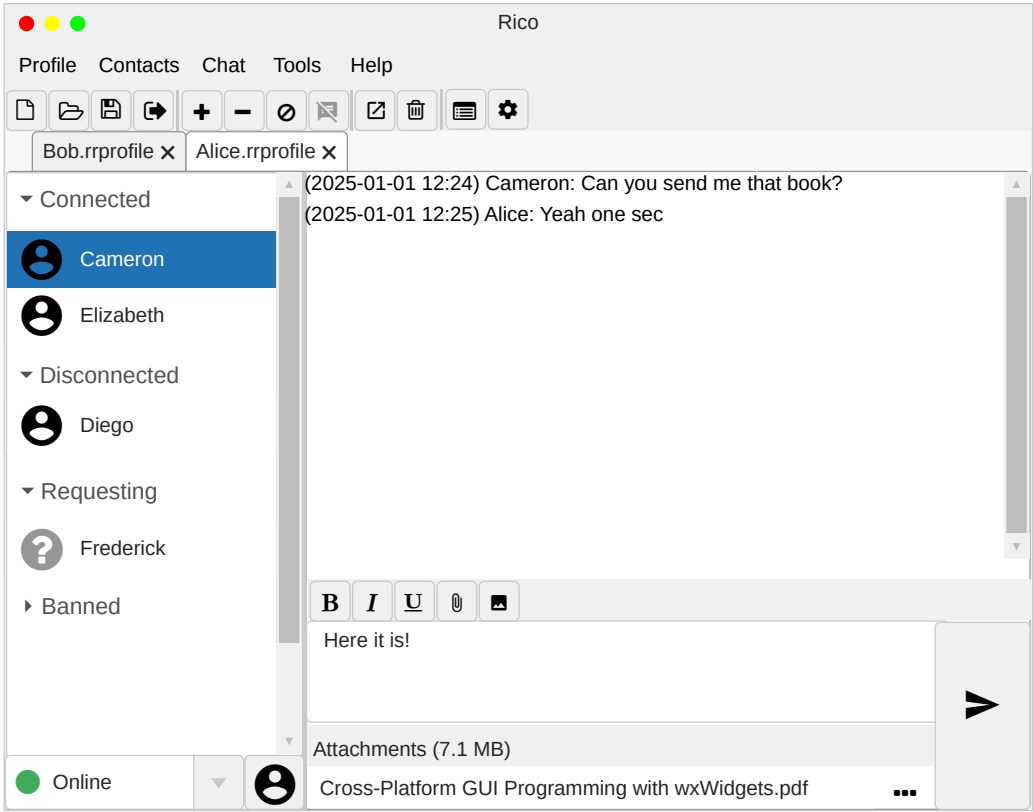 Rico
Profile Contacts Chat Tools Help
Bob.rrprofile Alice.rrprofile
Connected
Cameron
Elizabeth
Disconnected
Diego
Requesting
Frederick
Banned
Online
(2025-01-01 12:24) Cameron: Can you send me that book?
(2025-01-01 12:25) Alice: Yeah one sec
B I U
Here it is!
Attachments (7.1 MB)
Cross-Platform GUI Programming with wxWidgets.pdf